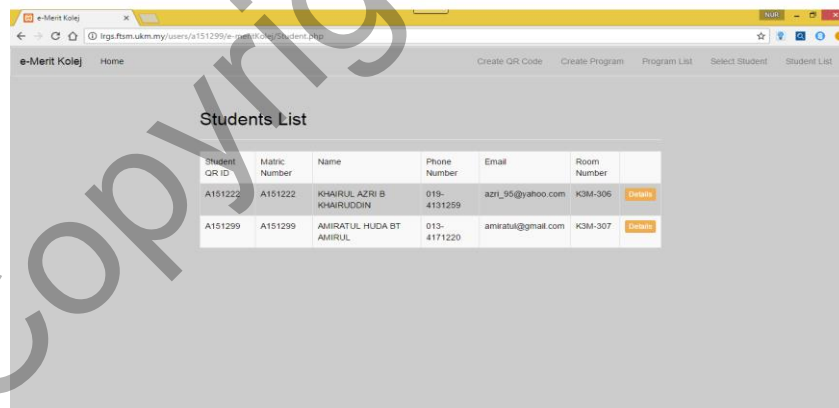 e-Merit Kolej
NUR
lrgs.ftsm.ukm.my/users/a151299/e-meritKolej/Student.php
e-Merit Kolej Home Create QR Code Create Program Program List Select Student Student List
Students List
Student QR ID Matric Number Name Phone Number Email Room Number
A151222 A151222 KHAIRUL AZRI B KHAIRUDDIN 019-4131259 azri_95@yahoo.com K3M-306 Details
A151299 A151299 AMIRATUL HUDA BT AMIRUL 013-4171220 amiratul@gmail.com K3M-307 Details
Copyrig